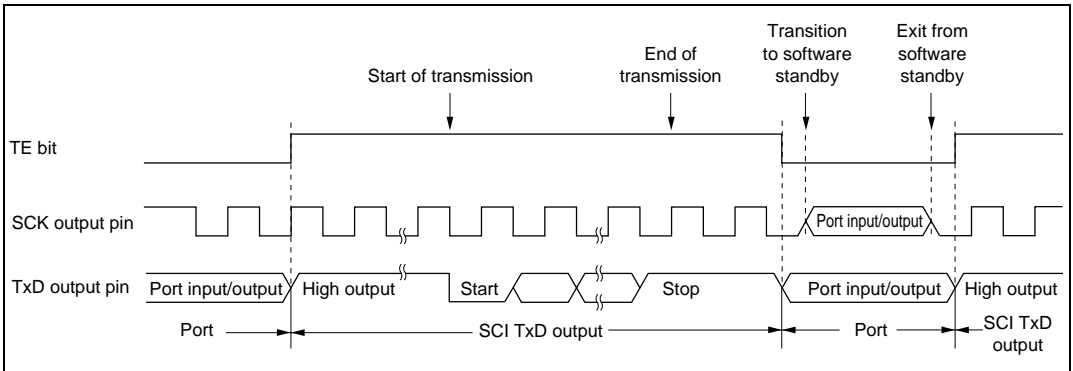 Transition
to software
standby
Exit from
software
standby
End of
transmission
Start of transmission
TE bit
SCK output pin
Port input/output
TxD output pin
Port input/output
High output
Start
Stop
Port input/output
High output
Port
SCI TxD output
Port
SCI TxD
output